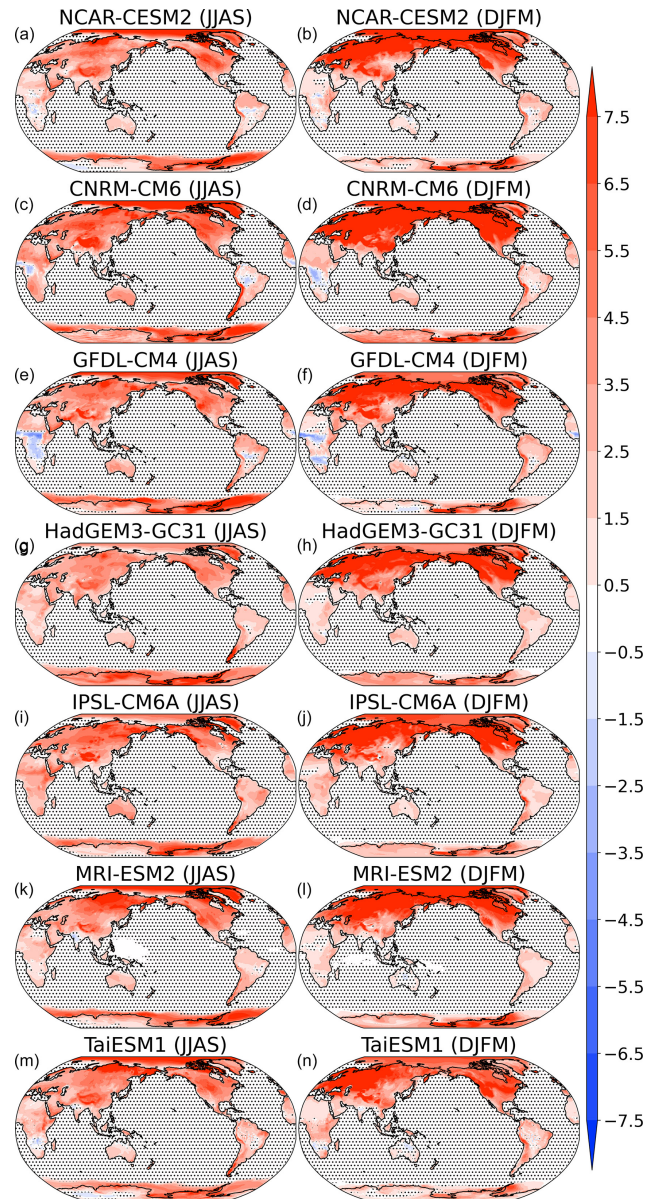 NCAR-CESM2 (JJAS)
(a)
NCAR-CESM2 (DJFM)
(b)
CNRM-CM6 (JJAS)
(c)
CNRM-CM6 (DJFM)
(d)
GFDL-CM4 (JJAS)
(e)
GFDL-CM4 (DJFM)
(f)
HadGEM3-GC31 (JJAS)
(g)
HadGEM3-GC31 (DJFM)
(h)
IPSL-CM6A (JJAS)
(i)
IPSL-CM6A (DJFM)
(j)
MRI-ESM2 (JJAS)
(k)
MRI-ESM2 (DJFM)
(l)
TaiESM1 (JJAS)
(m)
TaiESM1 (DJFM)
(n)
7.5
6.5
5.5
4.5
3.5
2.5
1.5
0.5
−0.5
−1.5
−2.5
−3.5
−4.5
−5.5
−6.5
−7.5